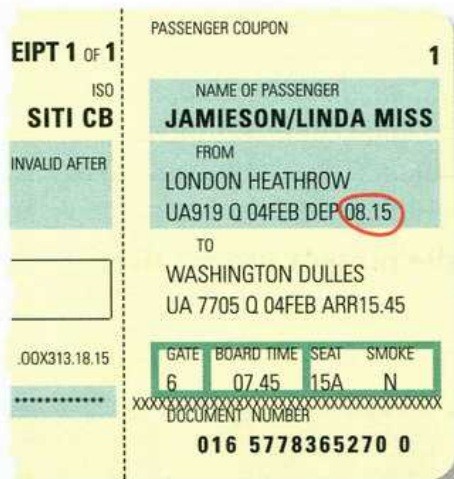 EIPT 1 OF 1
ISO
SITI CB
INVALID AFTER
.00X313.18.15
************
PASSENGER COUPON
1
NAME OF PASSENGER
JAMIESON/LINDA MISS
FROM
LONDON HEATHROW
UA919 Q 04FEB DEP 08.15
TO
WASHINGTON DULLES
UA 7705 Q 04FEB ARR15.45
GATE BOARD TIME SEAT SMOKE
6 07.45 15A N
XXXXXXXXXXXXXXXXXXXXXXXXXXXXXXXXXXXXXXXX
DOCUMENT NUMBER
016 5778365270 0